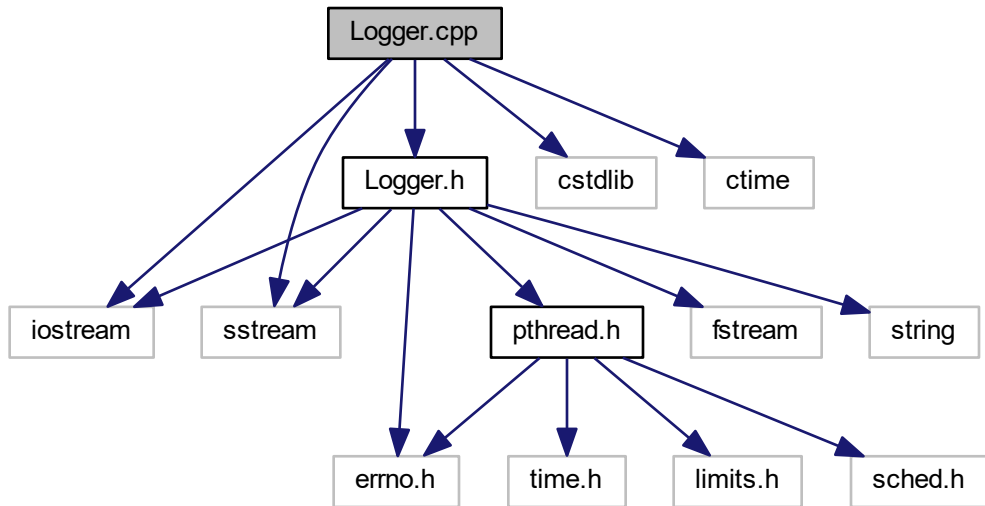 Logger.cpp
Logger.h
cstdlib
ctime
iostream
sstream
pthread.h
fstream
string
errno.h
time.h
limits.h
sched.h